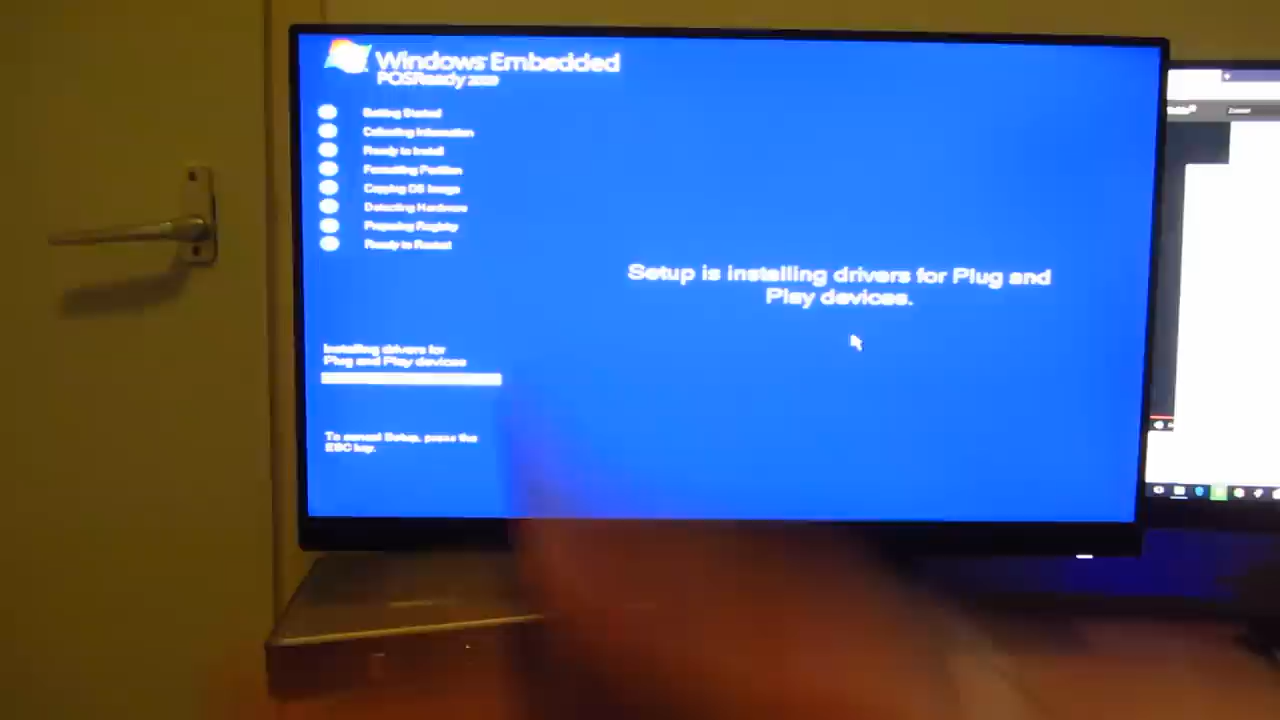 Windows Embedded
POSReady 2009
Getting Started
Collecting Information
Ready to Install
Formatting Partition
Copying OS Image
Detecting Hardware
Preparing Registry
Ready to Restart
Setup is installing drivers for Plug and
Play devices.
Installing drivers for
Plug and Play devices
To cancel Setup, press the
ESC key.